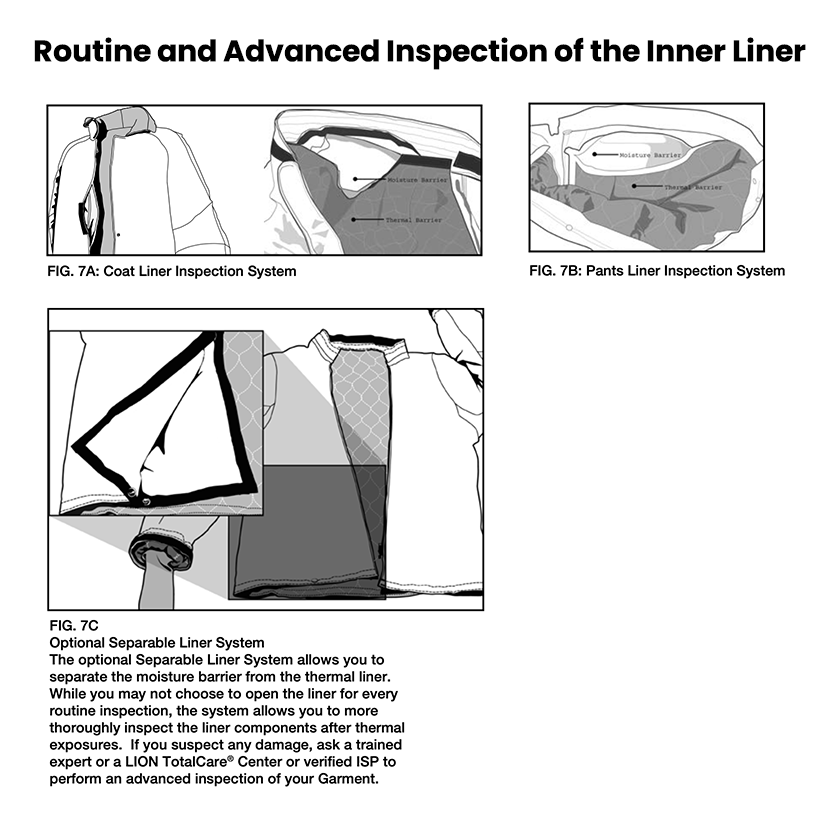 Routine and Advanced Inspection of the Inner Liner
Moisture Barrier
Thermal Barrier
Moisture Barrier
Thermal Barrier
FIG. 7A: Coat Liner Inspection System
FIG. 7B: Pants Liner Inspection System
FIG. 7C
Optional Separable Liner System
The optional Separable Liner System allows you to
separate the moisture barrier from the thermal liner.
While you may not choose to open the liner for every
routine inspection, the system allows you to more
thoroughly inspect the liner components after thermal
exposures.  If you suspect any damage, ask a trained
expert or a LION TotalCare® Center or verified ISP to
perform an advanced inspection of your Garment.